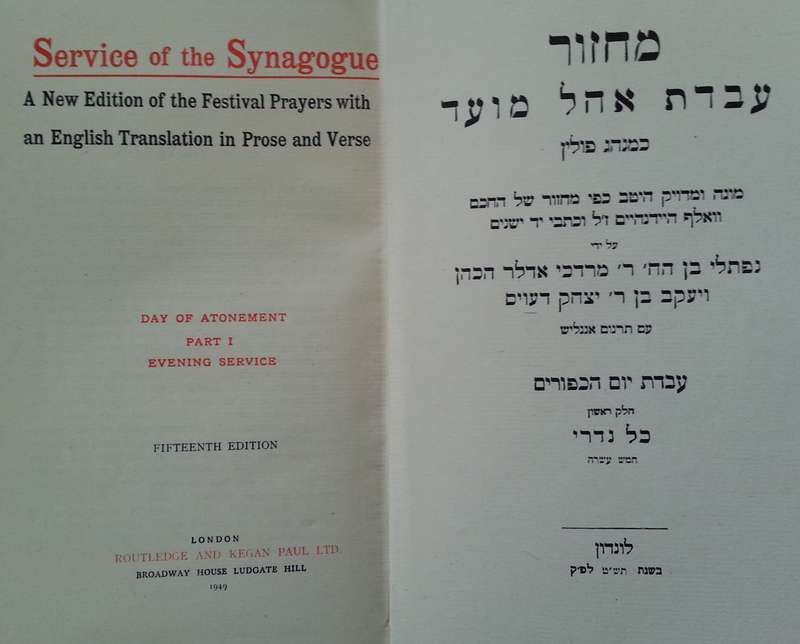 Service of the Synagogue
A New Edition of the Festival Prayers with
an English Translation in Prose and Verse
DAY OF ATONEMENT
PART I
EVENING SERVICE
FIFTEENTH EDITION
LONDON
ROUTLEDGE AND KEGAN PAUL LTD.
BROADWAY HOUSE LUDGATE HILL
1949
מחזור
עבדת אהל מועד
כמנהג פולין
מוגה ומדויק היטב כפי מחזור של החכם
וואלף היידנהיים ז״ל וכתבי יד ישנים
על ידי
נפתלי בן הח׳ ר׳ מרדכי אדלר הכהן
ויעקב בן ר׳ יצחק דעוויס
עם תרגום אנגליש
עבדת יום הכפורים
חלק ראשון
כל נדרי
חמש עשרה
לונדון
בשנת תש״ט לפ״ק